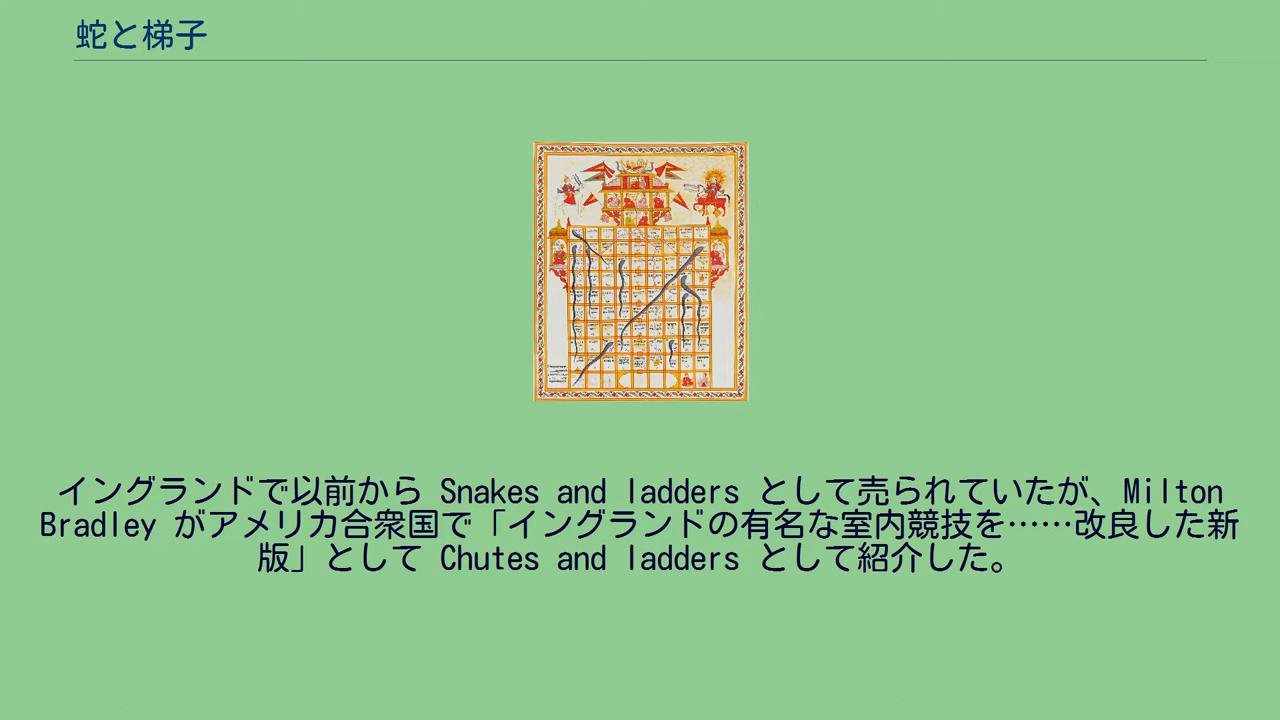 蛇と梯子
イングランドで以前から Snakes and ladders として売られていたが、Milton
Bradley がアメリカ合衆国で「イングランドの有名な室内競技を……改良した新
版」として Chutes and ladders として紹介した。